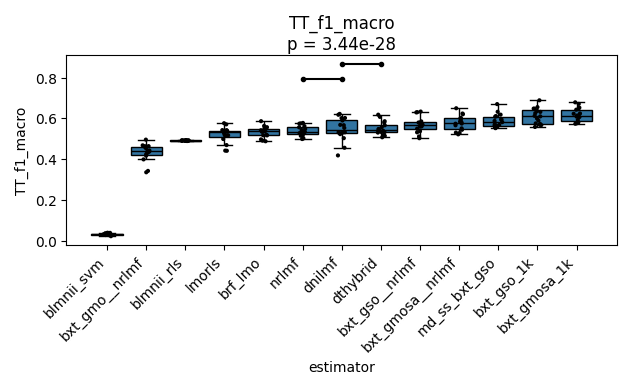 TT_f1_macro
p = 3.44e-28
TT_f1_macro
0.8
0.6
0.4
0.2
0.0
blmnii_svm
bxt_gmo__nrlmf
blmnii_rls
lmorls
brf_lmo
nrlmf
dnilmf
dthybrid
bxt_gso__nrlmf
bxt_gmosa__nrlmf
md_ss_bxt_gso
bxt_gso_1k
bxt_gmosa_1k
estimator